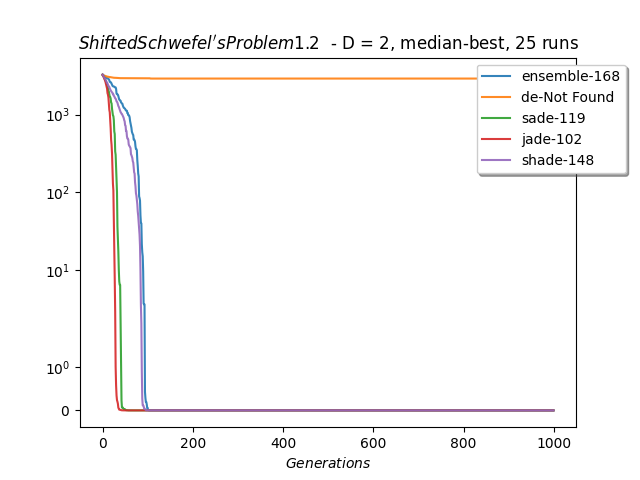 ShiftedSchwefel'sProblem1.2 - D = 2, median-best, 25 runs
ensemble-168
de-Not Found
sade-119
jade-102
shade-148
10³
10²
10¹
10⁰
0
0 200 400 600 800 1000
Generations